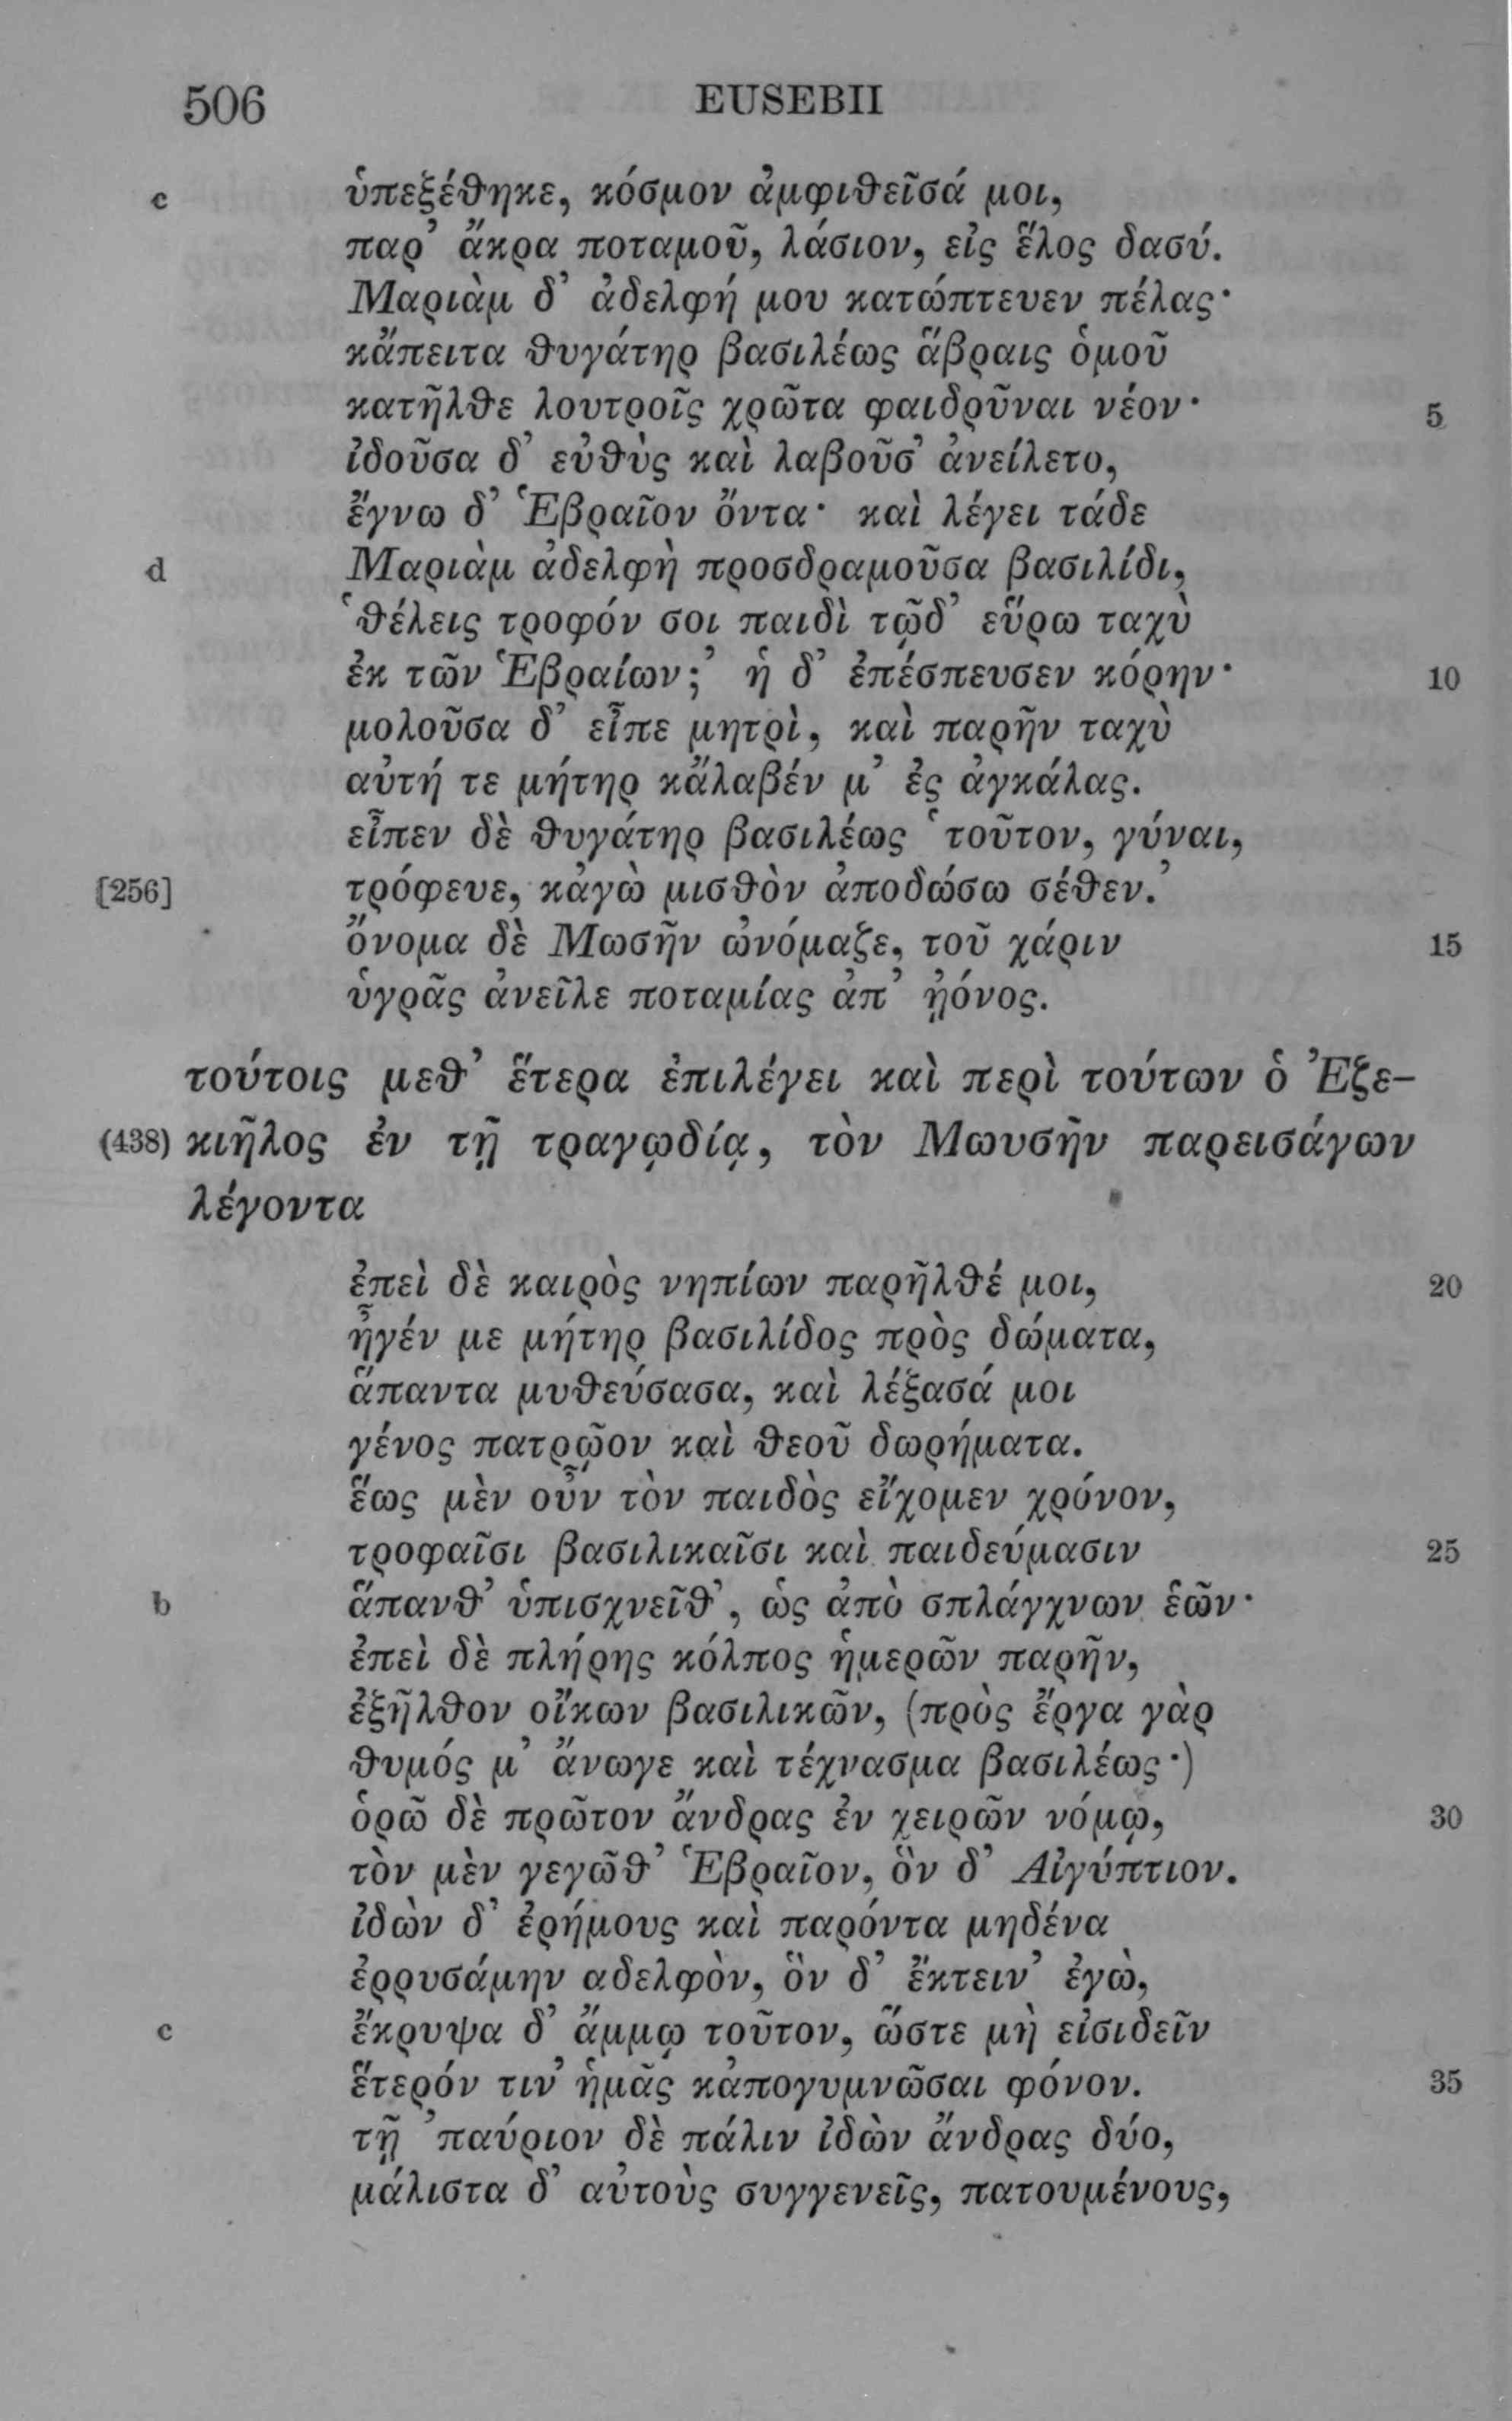 506 EUSEBII
c ὑπεξέθηκε, κόσμον ἀμφιθεῖσά μοι,
παρ’ ἄκρα ποταμοῦ, λάσιον, εἰς ἕλος δασύ.
Μαριὰμ δ’ ἀδελφή μου κατώπτευεν πέλας·
κἄπειτα θυγάτηρ βασιλέως ἅβραις ὁμοῦ
κατῆλθε λουτροῖς χρῶτα φαιδρῦναι νέον· 5
ἰδοῦσα δ’ εὐθὺς καὶ λαβοῦσ’ ἀνείλετο,
ἔγνω δ’ Ἑβραῖον ὄντα· καὶ λέγει τάδε
d Μαριὰμ ἀδελφὴ προσδραμοῦσα βασιλίδι,
‘θέλεις τροφόν σοι παιδὶ τῷδ’ εὕρω ταχὺ
ἐκ τῶν Ἑβραίων;’ ἡ δ’ ἐπέσπευσεν κόρην· 10
μολοῦσα δ’ εἶπε μητρὶ, καὶ παρῆν ταχὺ
αὐτή τε μήτηρ κἄλαβέν μ’ ἐς ἀγκάλας.
εἶπεν δὲ θυγάτηρ βασιλέως ‘τοῦτον, γύναι,
[256] τρόφευε, κἀγὼ μισθὸν ἀποδώσω σέθεν.’
ὄνομα δὲ Μωσῆν ὠνόμαζε, τοῦ χάριν 15
ὑγρᾶς ἀνεῖλε ποταμίας ἀπ’ ᾐόνος.
τούτοις μεθ’ ἕτερα ἐπιλέγει καὶ περὶ τούτων ὁ Ἐζε-
(438) κιῆλος ἐν τῇ τραγῳδίᾳ, τὸν Μωυσῆν παρεισάγων
λέγοντα
ἐπεὶ δὲ καιρὸς νηπίων παρῆλθέ μοι, 20
ἦγέν με μήτηρ βασιλίδος πρὸς δώματα,
ἅπαντα μυθεύσασα, καὶ λέξασά μοι
γένος πατρῷον καὶ θεοῦ δωρήματα.
ἕως μὲν οὖν τὸν παιδὸς εἴχομεν χρόνον,
τροφαῖσι βασιλικαῖσι καὶ παιδεύμασιν 25
b ἅπανθ’ ὑπισχνεῖθ’, ὡς ἀπὸ σπλάγχνων ἑῶν·
ἐπεὶ δὲ πλήρης κόλπος ἡμερῶν παρῆν,
ἐξῆλθον οἴκων βασιλικῶν, (πρὸς ἔργα γὰρ
θυμός μ’ ἄνωγε καὶ τέχνασμα βασιλέως·)
ὁρῶ δὲ πρῶτον ἄνδρας ἐν χειρῶν νόμῳ, 30
τὸν μὲν γεγῶθ’ Ἑβραῖον, ὃν δ’ Αἰγύπτιον.
ἰδὼν δ’ ἐρήμους καὶ παρόντα μηδένα
ἐρρυσάμην αδελφὸν, ὃν δ’ ἔκτειν’ ἐγὼ,
c ἔκρυψα δ’ ἄμμῳ τοῦτον, ὥστε μὴ εἰσιδεῖν
ἕτερόν τιν’ ἡμᾶς κἀπογυμνῶσαι φόνον. 35
τῇ ’παύριον δὲ πάλιν ἰδὼν ἄνδρας δύο,
μάλιστα δ’ αὐτοὺς συγγενεῖς, πατουμένους,